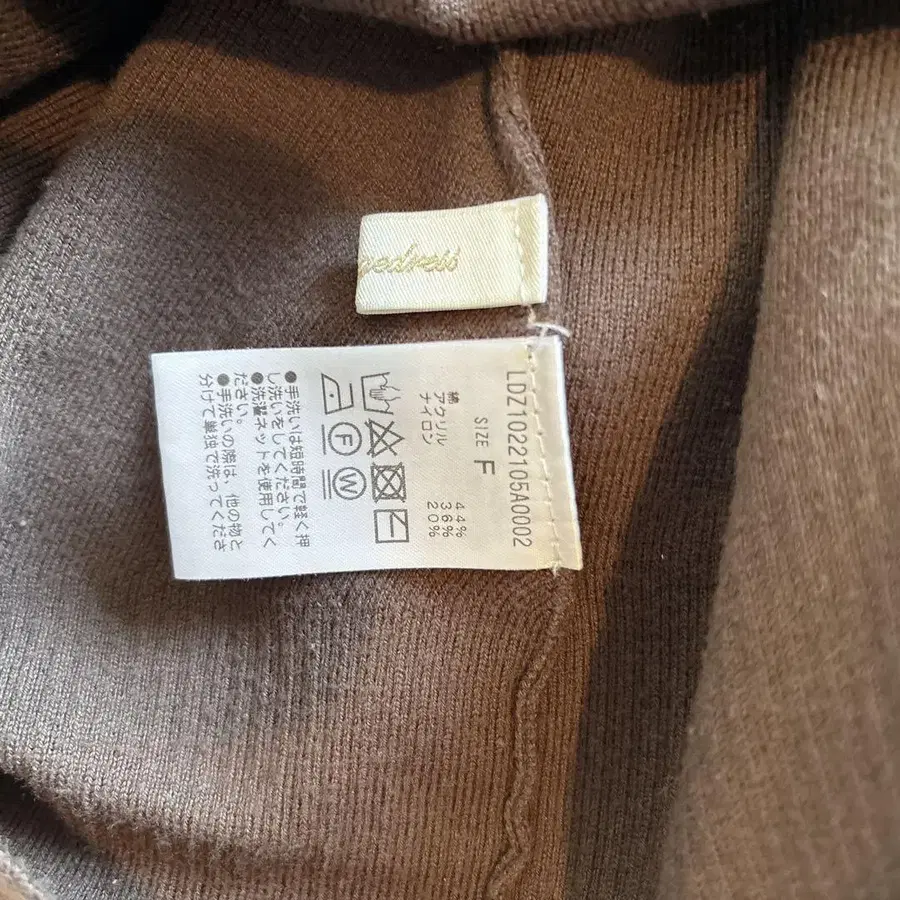 gedress
LDZ1022105A0002
SIZE F
綿 44%
アクリル 36%
ナイロン 20%
F W
●手洗いは短時間で軽く押
し洗いをしてください。
●洗濯ネットを使用してく
ださい。
●手洗いの際は、他の物と
分けて単独で洗ってくださ